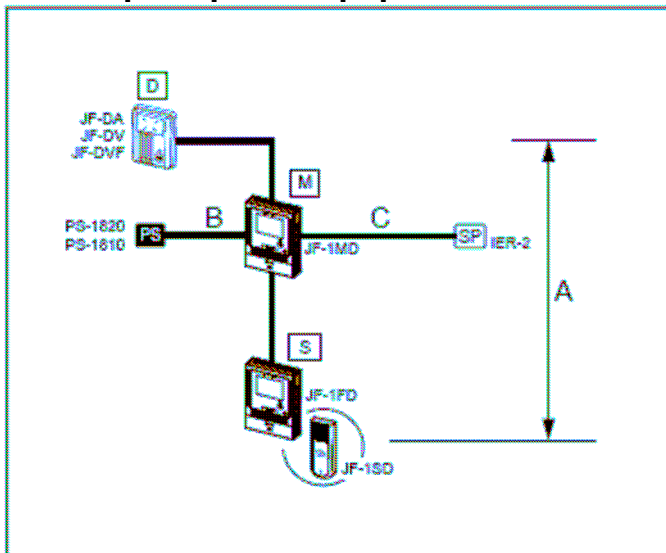 D
JF-DA
JF-DV
JF-DVF
M
PS-1820
PS-1810
PS
B
C
SP
IER-2
JF-1MD
A
S
JF-1FD
JF-1SD